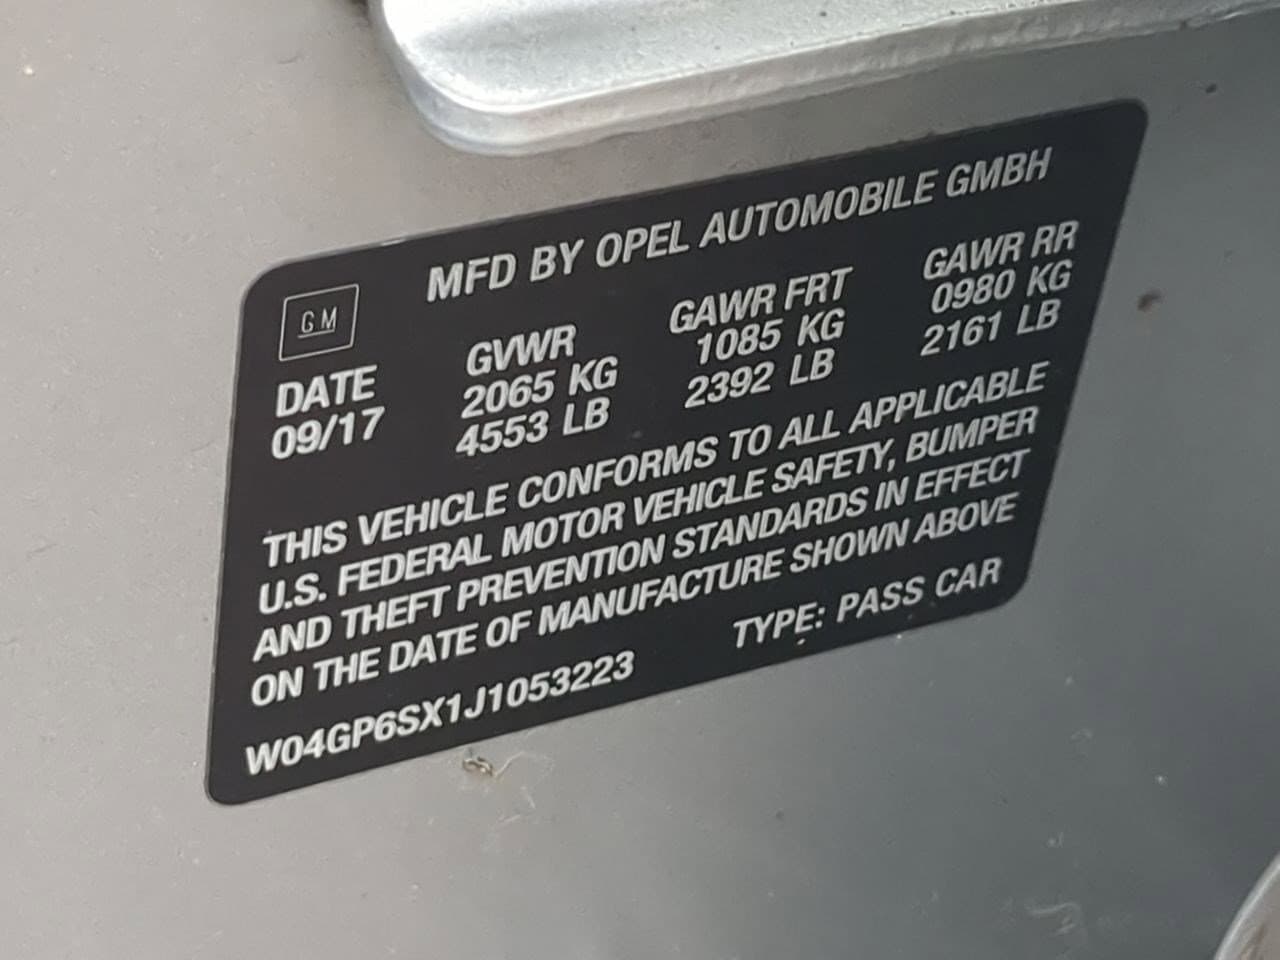 MFD BY OPEL AUTOMOBILE GMBH
GM
DATE GVWR GAWR FRT GAWR RR
09/17 2065 KG 1085 KG 0980 KG
4553 LB 2392 LB 2161 LB
THIS VEHICLE CONFORMS TO ALL APPLICABLE
U.S. FEDERAL MOTOR VEHICLE SAFETY, BUMPER
AND THEFT PREVENTION STANDARDS IN EFFECT
ON THE DATE OF MANUFACTURE SHOWN ABOVE
W04GP6SX1J1053223 TYPE: PASS CAR